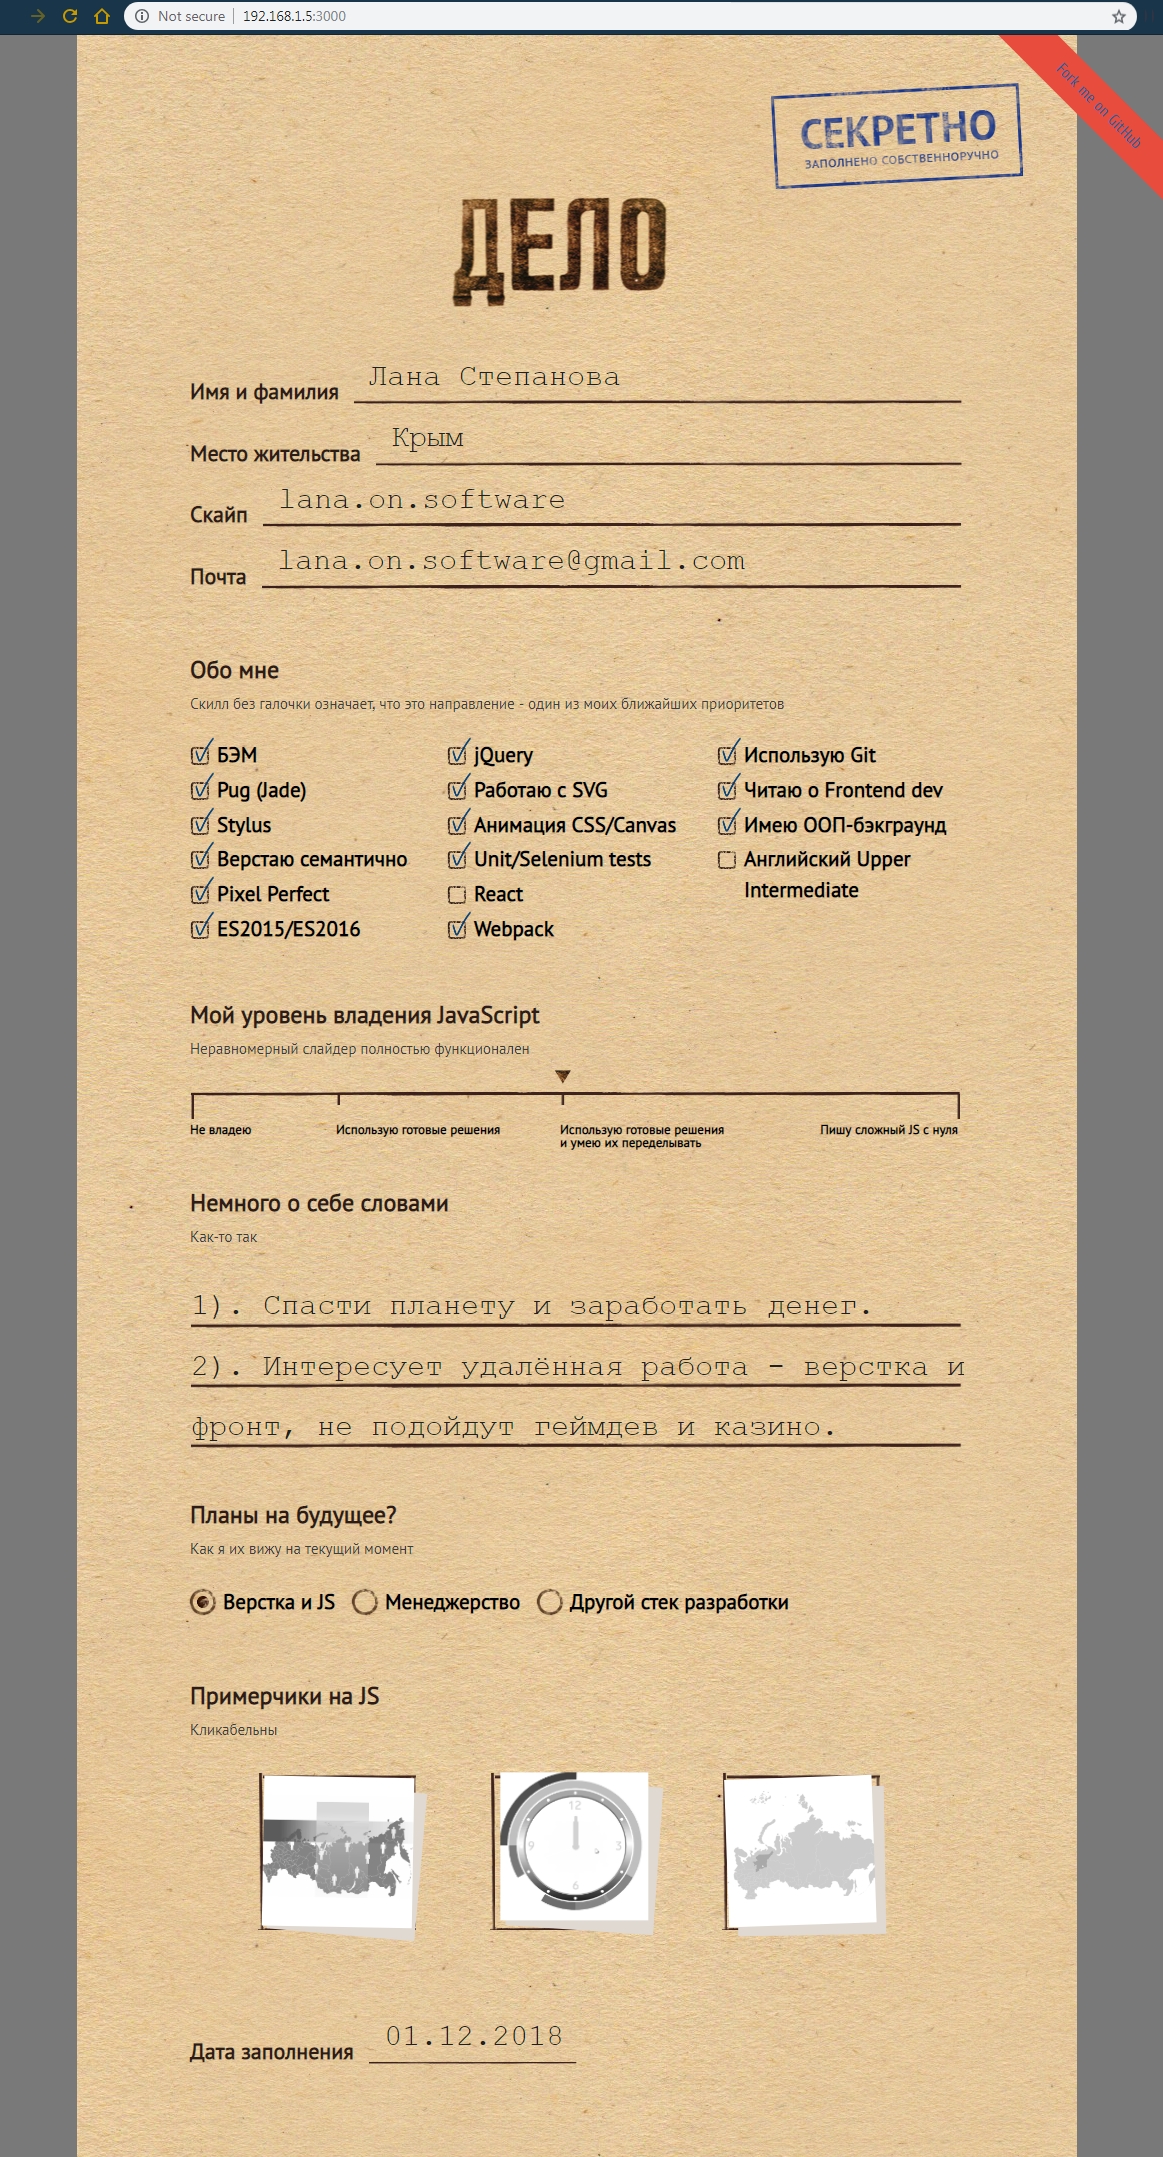 Not secure | 192.168.1.5:3000
Fork me on GitHub
СЕКРЕТНО
ЗАПОЛНЕНО СОБСТВЕННОРУЧНО
ДЕЛО
Имя и фамилия Лана Степанова
Место жительства Крым
Скайп lana.on.software
Почта lana.on.software@gmail.com
Обо мне
Скилл без галочки означает, что это направление - один из моих ближайших приоритетов
БЭМ
Pug (Jade)
Stylus
Верстаю семантично
Pixel Perfect
ES2015/ES2016
jQuery
Работаю с SVG
Анимация CSS/Canvas
Unit/Selenium tests
React
Webpack
Использую Git
Читаю о Frontend dev
Имею ООП-бэкграунд
Английский Upper
Intermediate
Мой уровень владения JavaScript
Неравномерный слайдер полностью функционален
Не владею
Использую готовые решения
Использую готовые решения
и умею их переделывать
Пишу сложный JS с нуля
Немного о себе словами
Как-то так
1). Спасти планету и заработать денег.
2). Интересует удалённая работа - верстка и
фронт, не подойдут геймдев и казино.
Планы на будущее?
Как я их вижу на текущий момент
Верстка и JS Менеджерство Другой стек разработки
Примерчики на JS
Кликабельны
12
9 3
6
Дата заполнения 01.12.2018